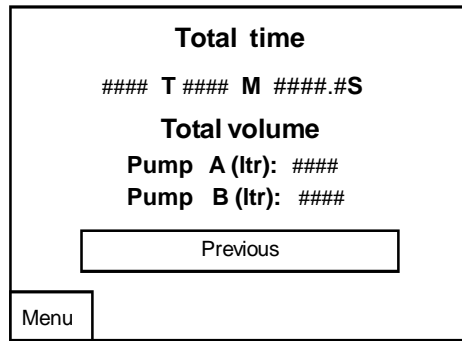 Total time
#### T #### M ####.#S
Total volume
Pump A (ltr): ####
Pump B (ltr): ####
Previous
Menu